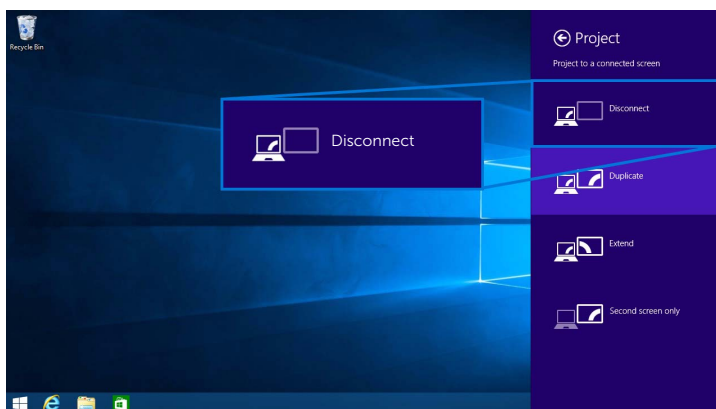 Recycle Bin
Project
Project to a connected screen
Disconnect
Disconnect
Duplicate
Extend
Second screen only